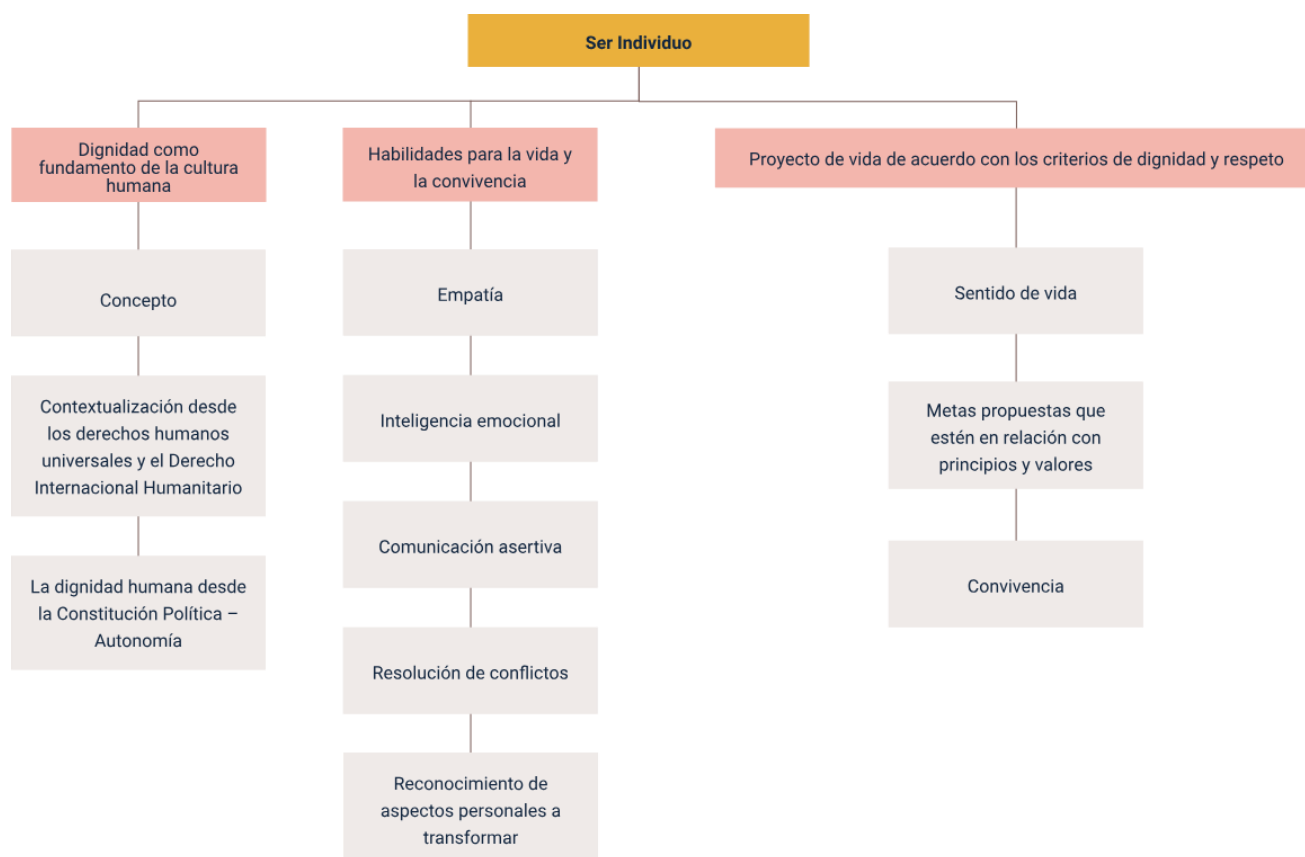 Ser Individuo
Dignidad como
fundamento de la cultura
humana
Concepto
Contextualización desde
los derechos humanos
universales y el Derecho
Internacional Humanitario
La dignidad humana desde
la Constitución Política –
Autonomía
Habilidades para la vida y
la convivencia
Empatía
Inteligencia emocional
Comunicación asertiva
Resolución de conflictos
Reconocimiento de
aspectos personales a
transformar
Proyecto de vida de acuerdo con los criterios de dignidad y respeto
Sentido de vida
Metas propuestas que
estén en relación con
principios y valores
Convivencia